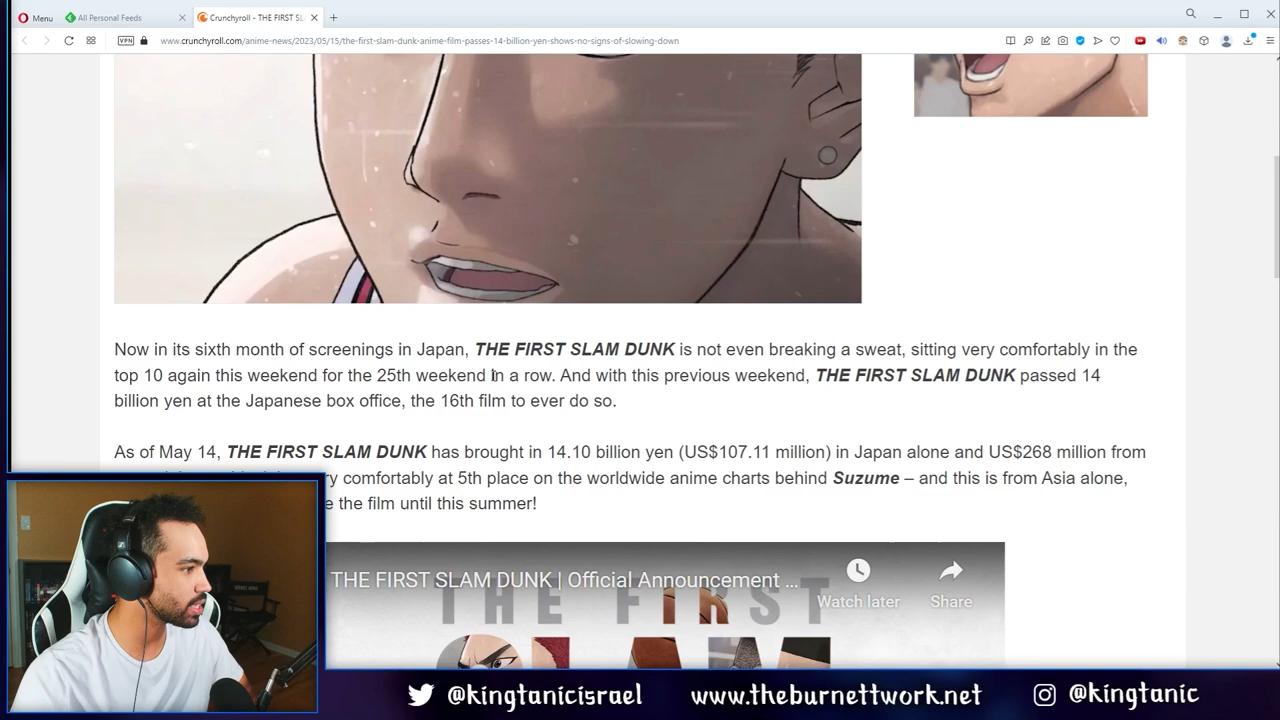 Menu
All Personal Feeds
Crunchyroll - THE FIRST SL
VPN
www.crunchyroll.com/anime-news/2023/05/15/the-first-slam-dunk-anime-film-passes-14-billion-yen-shows-no-signs-of-slowing-down
Now in its sixth month of screenings in Japan, THE FIRST SLAM DUNK is not even breaking a sweat, sitting very comfortably in the
top 10 again this weekend for the 25th weekend in a row. And with this previous weekend, THE FIRST SLAM DUNK passed 14
billion yen at the Japanese box office, the 16th film to ever do so.
As of May 14, THE FIRST SLAM DUNK has brought in 14.10 billion yen (US$107.11 million) in Japan alone and US$268 million from
ry comfortably at 5th place on the worldwide anime charts behind Suzume – and this is from Asia alone,
e the film until this summer!
THE FIRST SLAM DUNK | Official Announcement ...
Watch later
Share
THE FIRST
SLAM
@kingtanicisrael
www.theburnettwork.net
@kingtanic